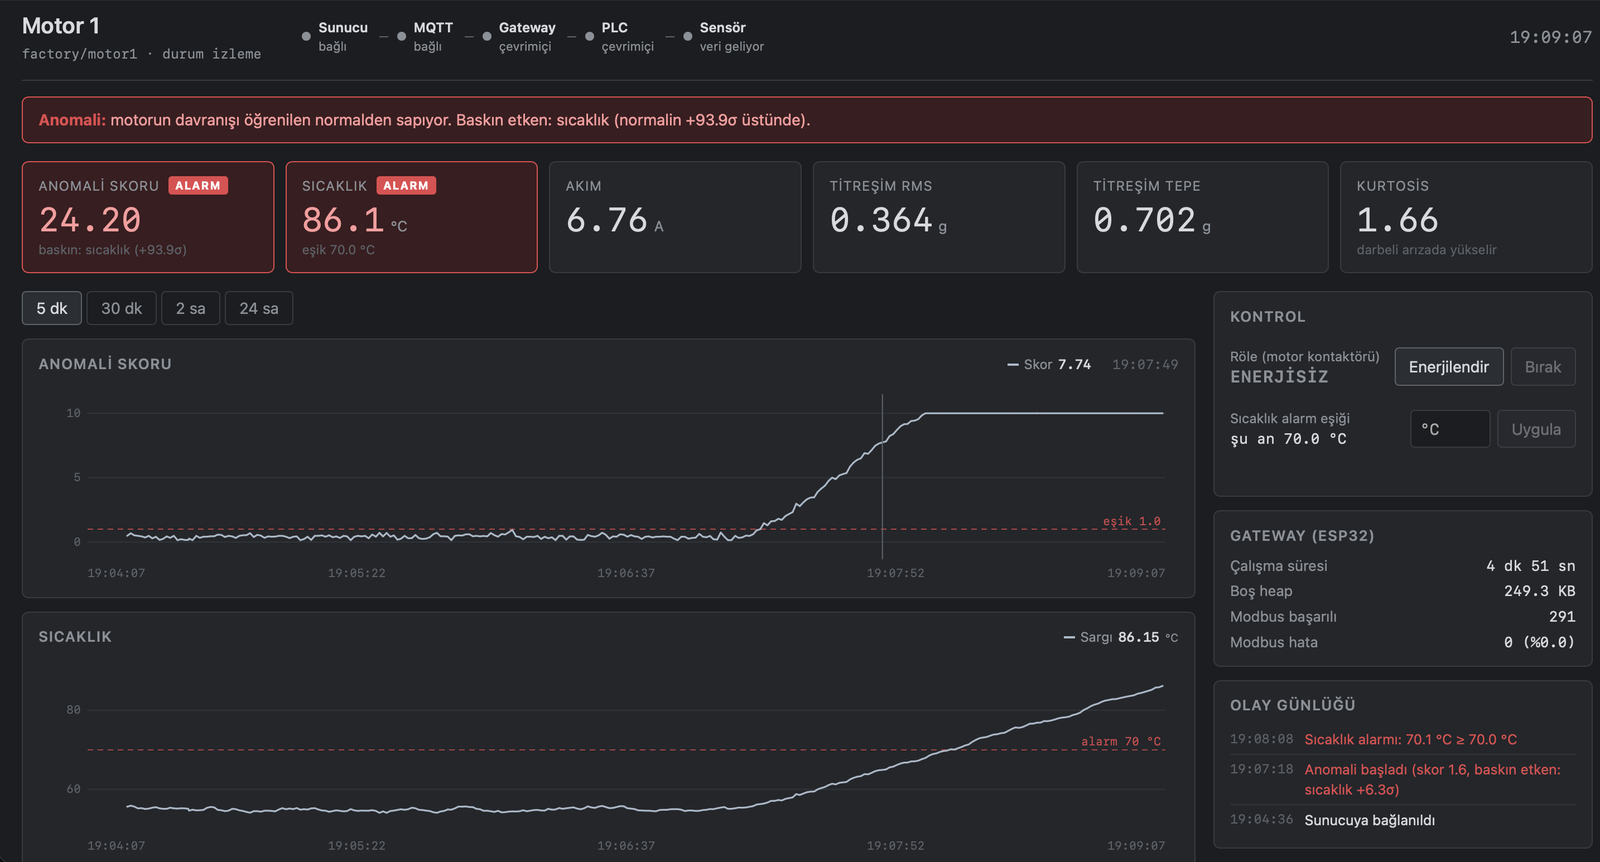 Motor 1
factory/motor1 · durum izleme
Sunucu
bağlı
MQTT
bağlı
Gateway
çevrimiçi
PLC
çevrimiçi
Sensör
veri geliyor
19:09:07
Anomali: motorun davranışı öğrenilen normalden sapıyor. Baskın etken: sıcaklık (normalin +93.9σ üstünde).
ANOMALİ SKORU ALARM
24.20
baskın: sıcaklık (+93.9σ)
SICAKLIK ALARM
86.1 °C
eşik 70.0 °C
AKIM
6.76 A
TİTREŞİM RMS
0.364 g
TİTREŞİM TEPE
0.702 g
KURTOSİS
1.66
darbeli arızada yükselir
5 dk
30 dk
2 sa
24 sa
ANOMALİ SKORU
Skor 7.74 19:07:49
10
5
eşik 1.0
0
19:04:07 19:05:22 19:06:37 19:07:52 19:09:07
SICAKLIK
Sargı 86.15 °C
80
alarm 70 °C
60
19:04:07 19:05:22 19:06:37 19:07:52 19:09:07
KONTROL
Röle (motor kontaktörü)
ENERJİSİZ
Enerjilendir
Bırak
Sıcaklık alarm eşiği
şu an 70.0 °C
°C
Uygula
GATEWAY (ESP32)
Çalışma süresi 4 dk 51 sn
Boş heap 249.3 KB
Modbus başarılı 291
Modbus hata 0 (%0.0)
OLAY GÜNLÜĞÜ
19:08:08 Sıcaklık alarmı: 70.1 °C ≥ 70.0 °C
19:07:18 Anomali başladı (skor 1.6, baskın etken:
sıcaklık +6.3σ)
19:04:36 Sunucuya bağlanıldı